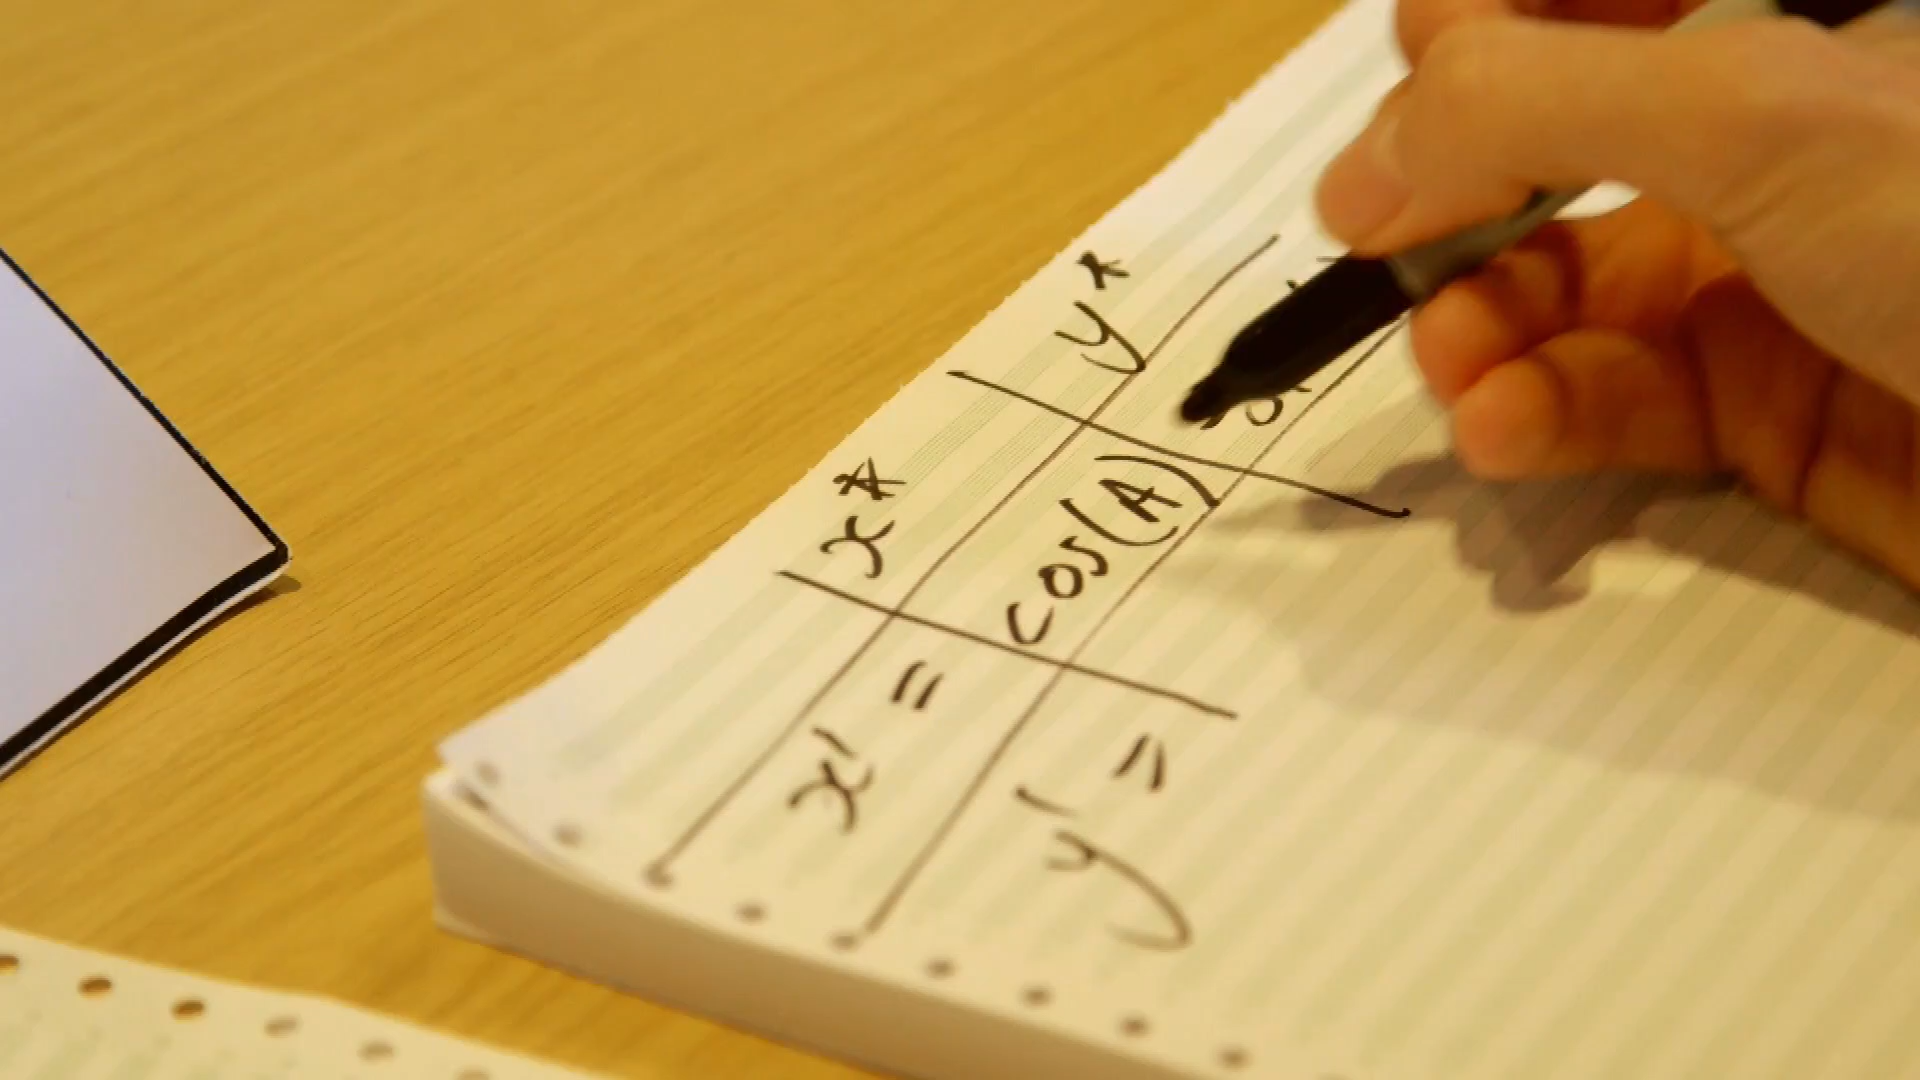 x* y*
x' = cos(A)
y' =